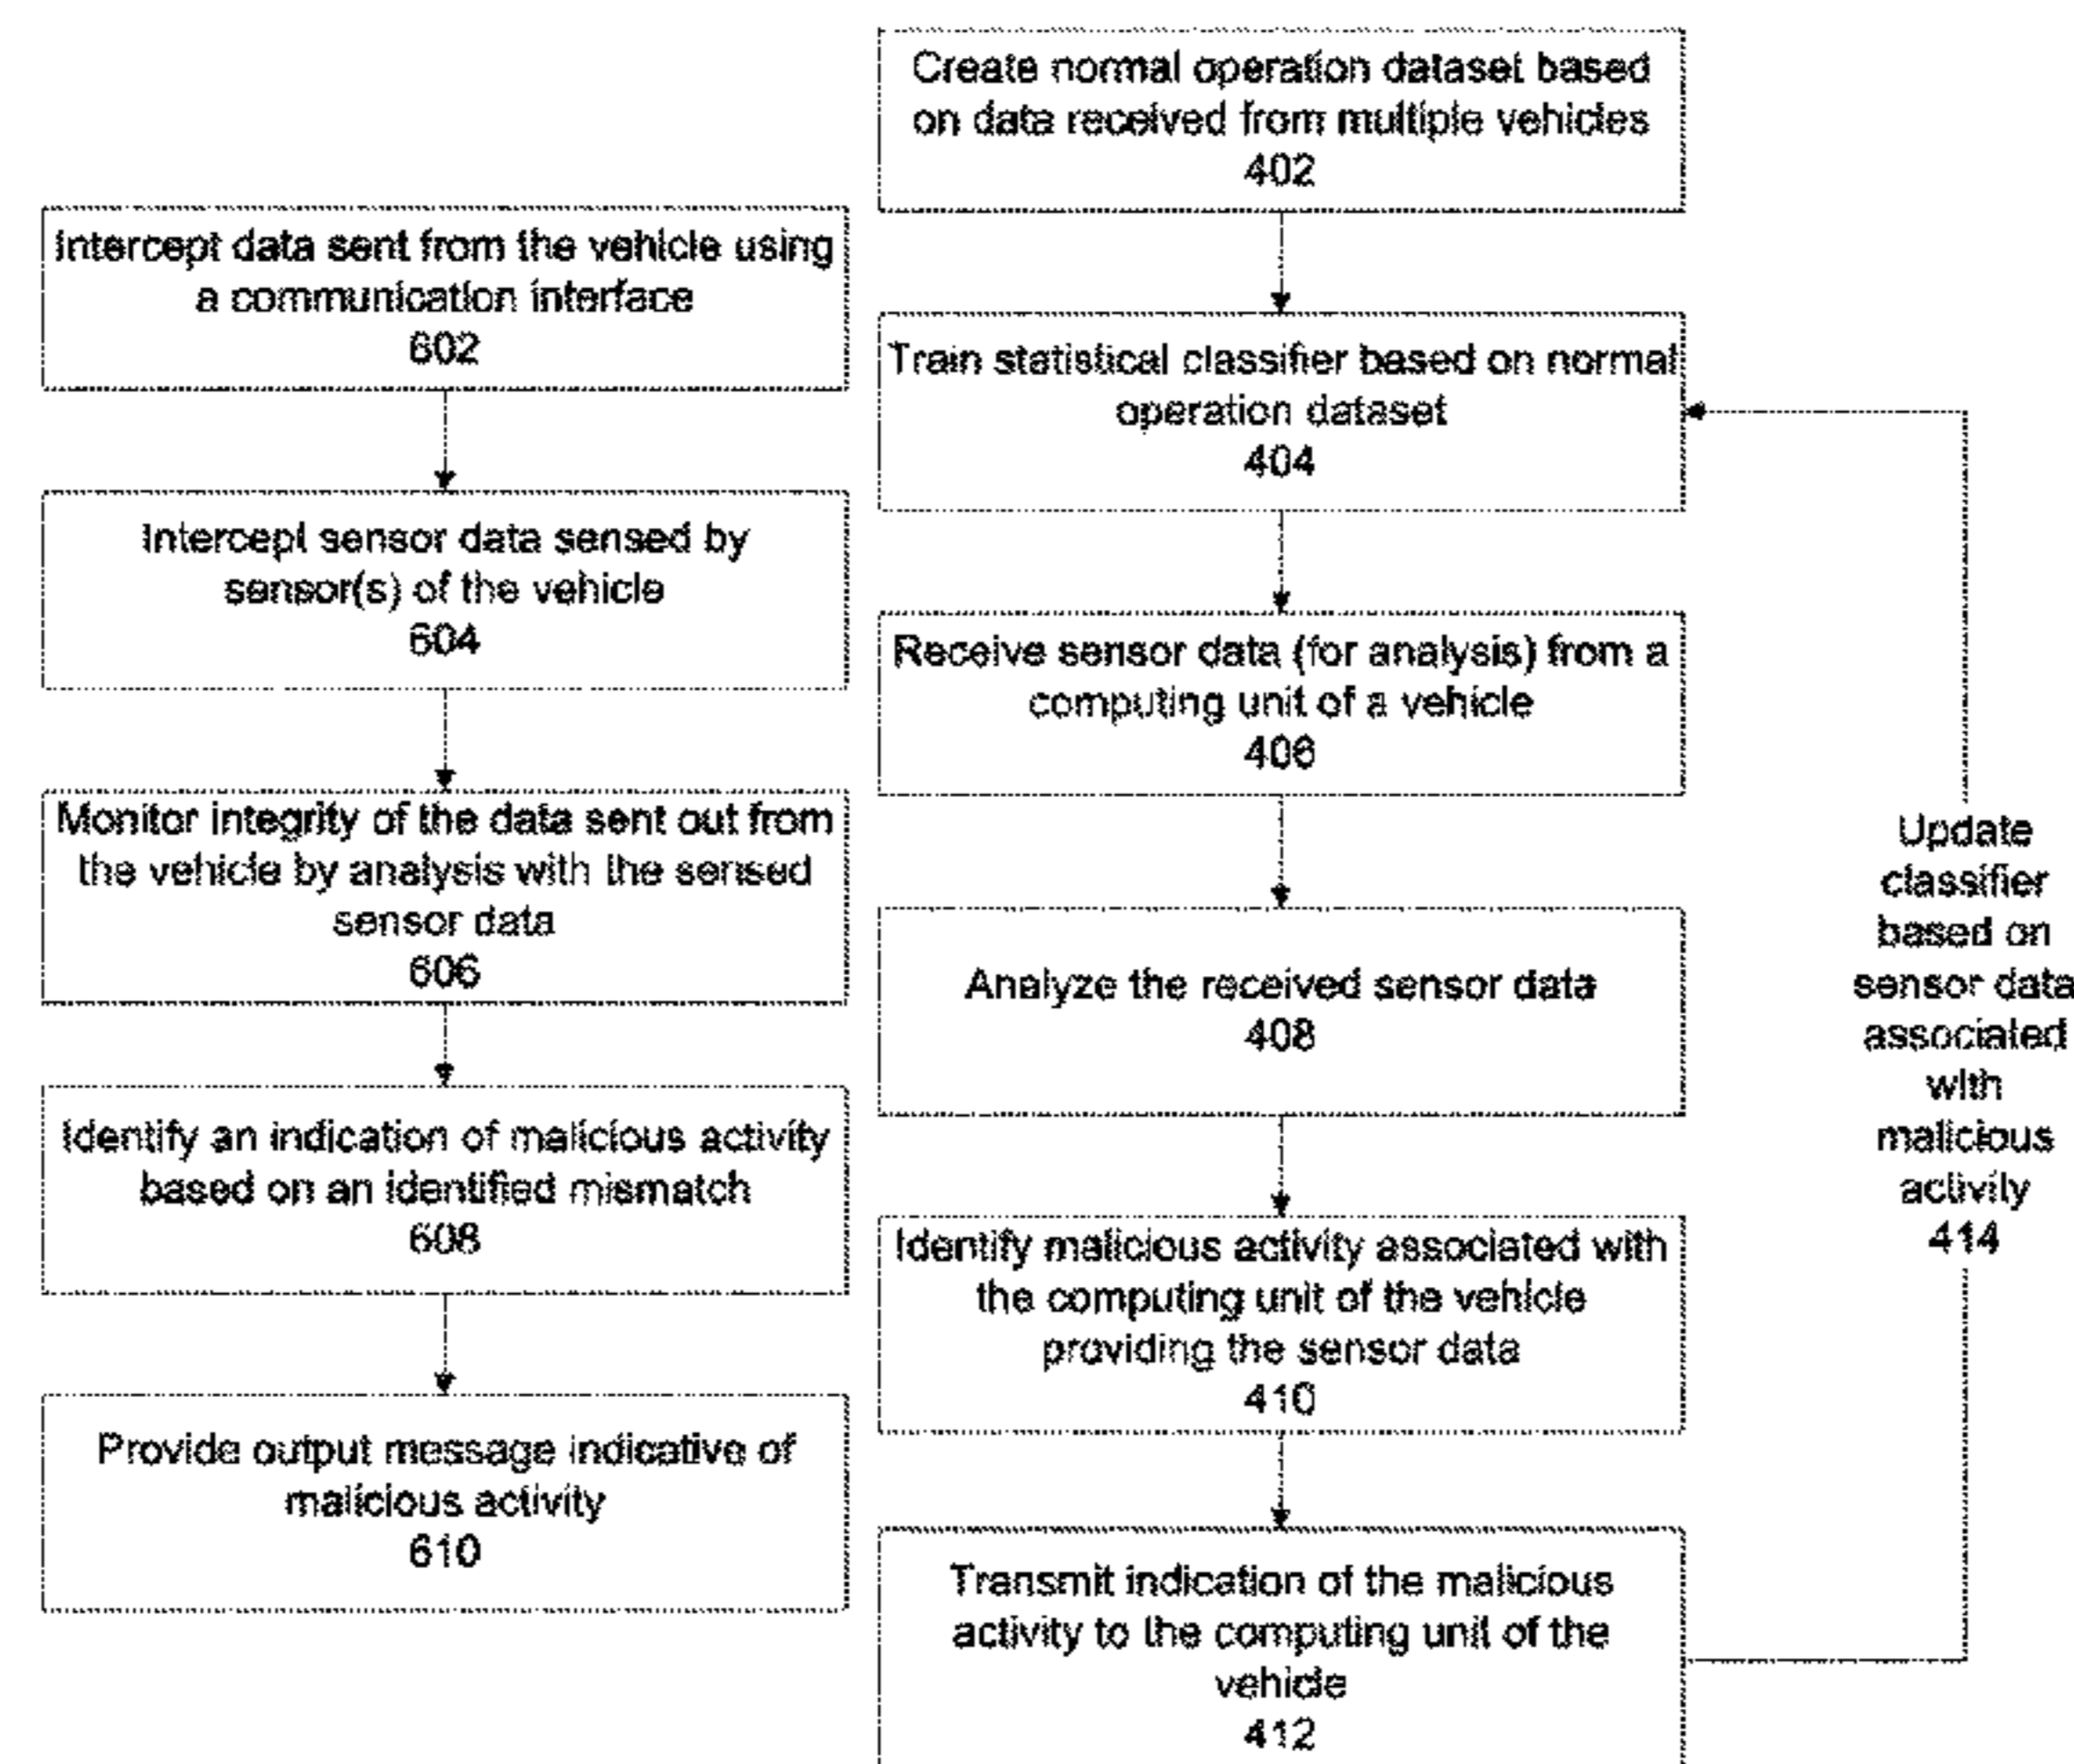 Intercept data sent from the vehicle using
a communication interface
602
Intercept sensor data sensed by
sensor(s) of the vehicle
604
Monitor integrity of the data sent out from
the vehicle by analysis with the sensed
sensor data
606
Identify an indication of malicious activity
based on an identified mismatch
608
Provide output message indicative of
malicious activity
610
Create normal operation dataset based
on data received from multiple vehicles
402
Train statistical classifier based on normal
operation dataset
404
Receive sensor data (for analysis) from a
computing unit of a vehicle
406
Analyze the received sensor data
408
Identify malicious activity associated with
the computing unit of the vehicle
providing the sensor data
410
Transmit indication of the malicious
activity to the computing unit of the
vehicle
412
Update
classifier
based on
sensor data
associated
with
malicious
activity
414